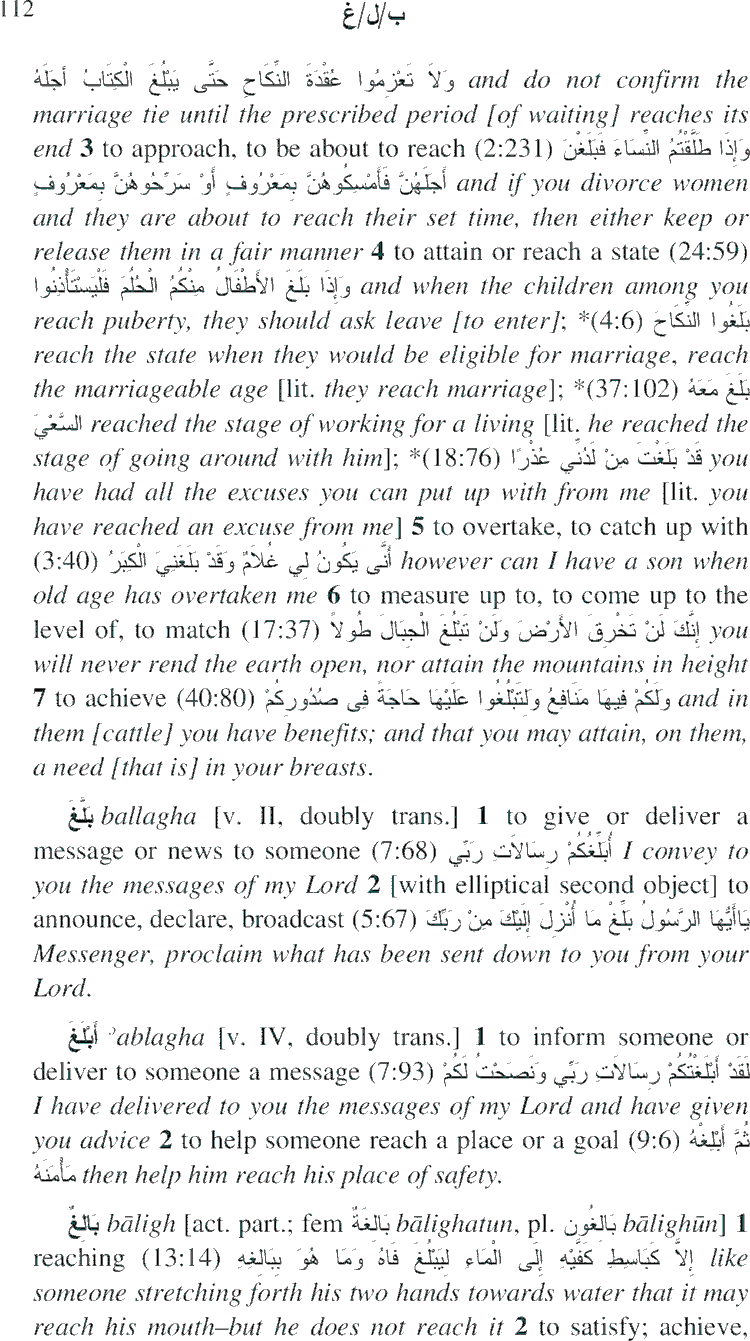 112 ب/ل/غ
وَلاَ تَعْزِمُوا عُقْدَةَ النِّكَاحِ حَتَّى يَبْلُغَ الْكِتَابُ أَجَلَهُ and do not confirm the
marriage tie until the prescribed period [of waiting] reaches its
end 3 to approach, to be about to reach (2:231) وَإِذَا طَلَّقْتُمُ النِّسَاءَ فَبَلَغْنَ
أَجَلَهُنَّ فَأَمْسِكُوهُنَّ بِمَعْرُوفٍ أَوْ سَرِّحُوهُنَّ بِمَعْرُوفٍ and if you divorce women
and they are about to reach their set time, then either keep or
release them in a fair manner 4 to attain or reach a state (24:59)
وَإِذَا بَلَغَ الأَطْفَالُ مِنْكُمُ الْحُلُمَ فَلْيَسْتَأْذِنُوا and when the children among you
reach puberty, they should ask leave [to enter]; *(4:6) بَلَغُوا النِّكَاحَ
reach the state when they would be eligible for marriage, reach
the marriageable age [lit. they reach marriage]; *(37:102) بَلَغَ مَعَهُ
السَّعْيَ reached the stage of working for a living [lit. he reached the
stage of going around with him]; *(18:76) قَدْ بَلَغْتَ مِنْ لَدُنِّي عُذْرًا you
have had all the excuses you can put up with from me [lit. you
have reached an excuse from me] 5 to overtake, to catch up with
(3:40) أَنَّى يَكُونُ لِي غُلاَمٌ وَقَدْ بَلَغَنِيَ الْكِبَرُ however can I have a son when
old age has overtaken me 6 to measure up to, to come up to the
level of, to match (17:37) إِنَّكَ لَنْ تَخْرِقَ الأَرْضَ وَلَنْ تَبْلُغَ الْجِبَالَ طُولاً you
will never rend the earth open, nor attain the mountains in height
7 to achieve (40:80) وَلَكُمْ فِيهَا مَنَافِعُ وَلِتَبْلُغُوا عَلَيْهَا حَاجَةً فِى صُدُورِكُمْ and in
them [cattle] you have benefits; and that you may attain, on them,
a need [that is] in your breasts.
بَلَّغَ ballagha [v. II, doubly trans.] 1 to give or deliver a
message or news to someone (7:68) أُبَلِّغُكُمْ رِسَالاَتِ رَبِّي I convey to
you the messages of my Lord 2 [with elliptical second object] to
announce, declare, broadcast (5:67) يَاأَيُّهَا الرَّسُولُ بَلِّغْ مَا أُنْزِلَ إِلَيْكَ مِنْ رَبِّكَ
Messenger, proclaim what has been sent down to you from your
Lord.
أَبْلَغَ ʾablagha [v. IV, doubly trans.] 1 to inform someone or
deliver to someone a message (7:93) لَقَدْ أَبْلَغْتُكُمْ رِسَالاَتِ رَبِّي وَنَصَحْتُ لَكُمْ
I have delivered to you the messages of my Lord and have given
you advice 2 to help someone reach a place or a goal (9:6) ثُمَّ أَبْلِغْهُ
مَأْمَنَهُ then help him reach his place of safety.
بَالِغٌ bāligh [act. part.; fem بَالِغَةٌ bālighatun, pl. بَالِغُون bālighūn] 1
reaching (13:14) إِلاَّ كَبَاسِطِ كَفَّيْهِ إِلَى الْمَاءِ لِيَبْلُغَ فَاهُ وَمَا هُوَ بِبَالِغِهِ like
someone stretching forth his two hands towards water that it may
reach his mouth–but he does not reach it 2 to satisfy; achieve,